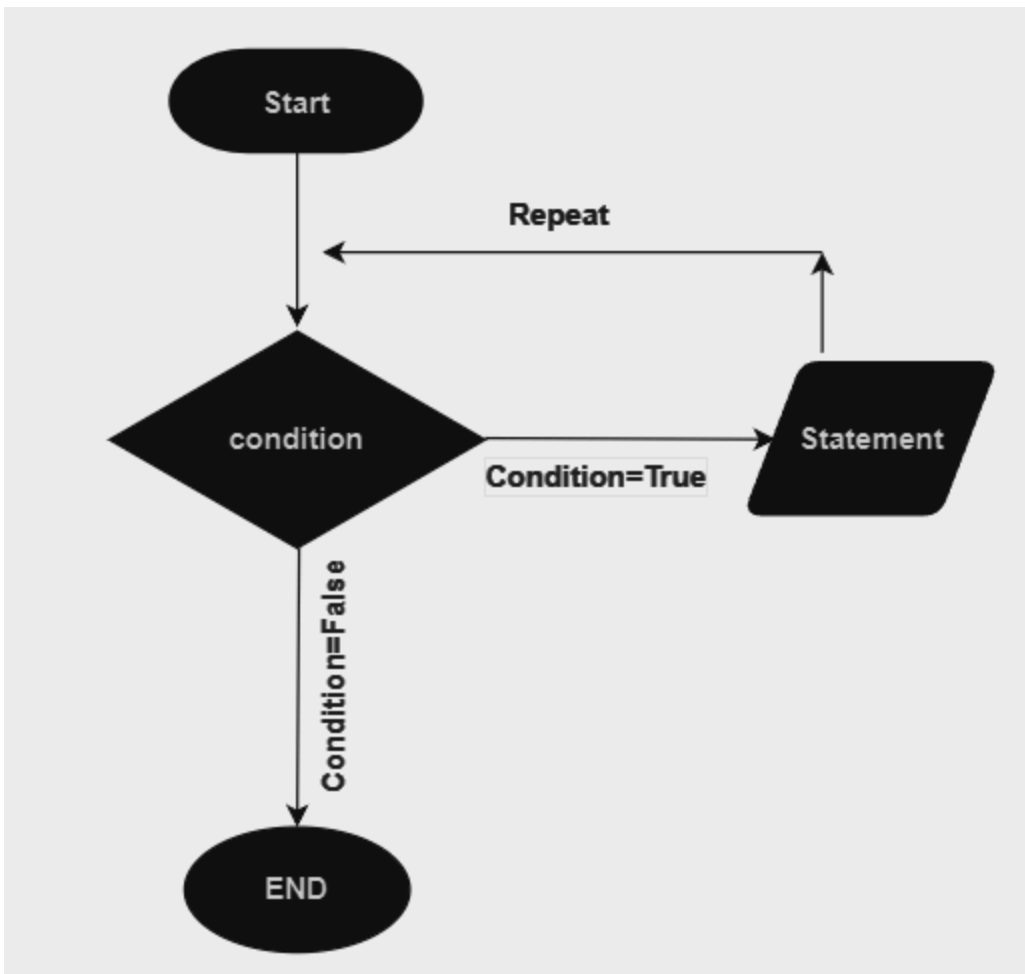 Start
Repeat
condition
Condition=True
Statement
Condition=False
END